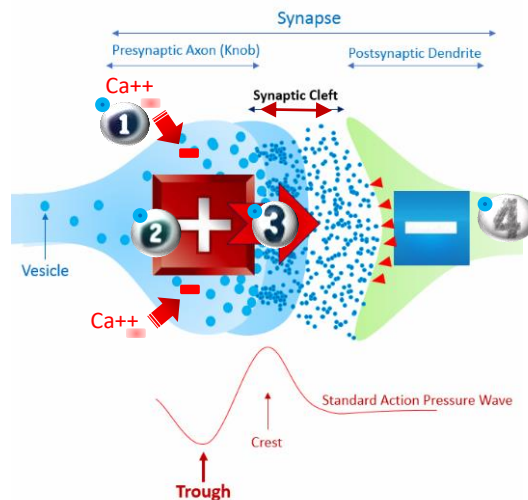 Synapse
Presynaptic Axon (Knob)
Postsynaptic Dendrite
Synaptic Cleft
Ca++
1
2
+
3
−
4
Vesicle
Ca++
Standard Action Pressure Wave
Crest
Trough